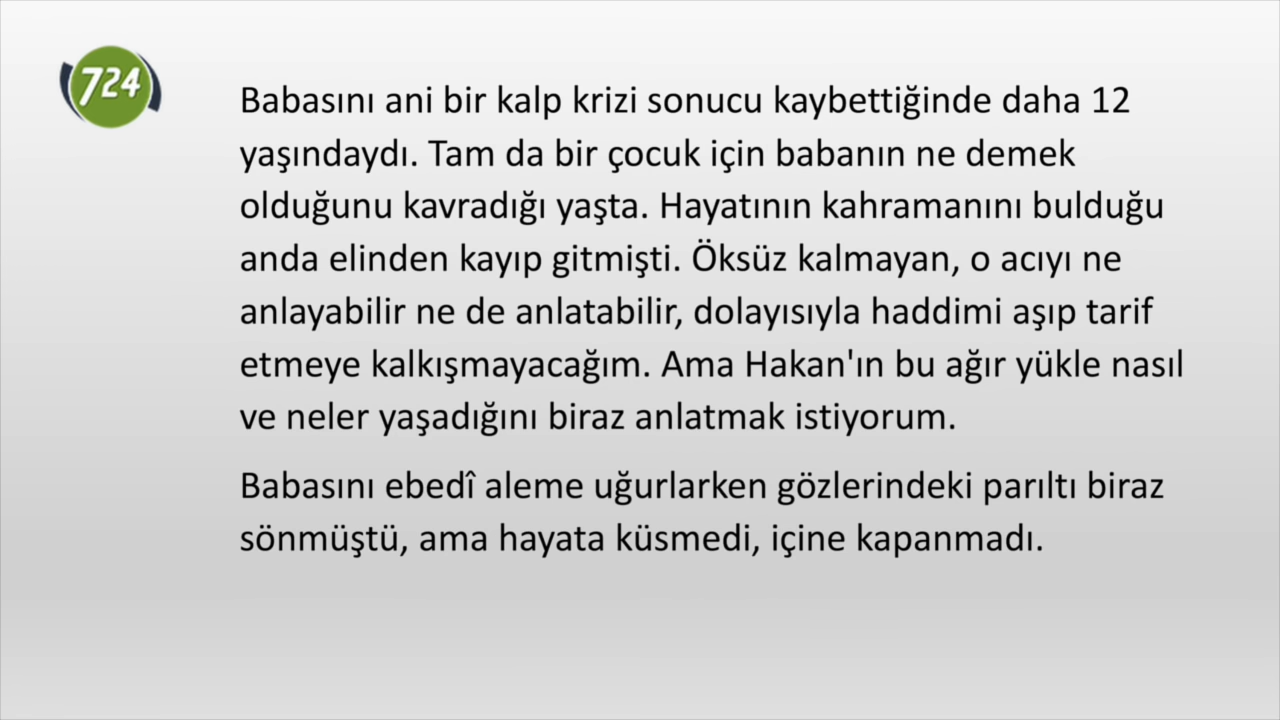 724
Babasını ani bir kalp krizi sonucu kaybettiğinde daha 12
yaşındaydı. Tam da bir çocuk için babanın ne demek
olduğunu kavradığı yaşta. Hayatının kahramanını bulduğu
anda elinden kayıp gitmişti. Öksüz kalmayan, o acıyı ne
anlayabilir ne de anlatabilir, dolayısıyla haddimi aşıp tarif
etmeye kalkışmayacağım. Ama Hakan'ın bu ağır yükle nasıl
ve neler yaşadığını biraz anlatmak istiyorum.
Babasını ebedî aleme uğurlarken gözlerindeki parıltı biraz
sönmüştü, ama hayata küsmedi, içine kapanmadı.